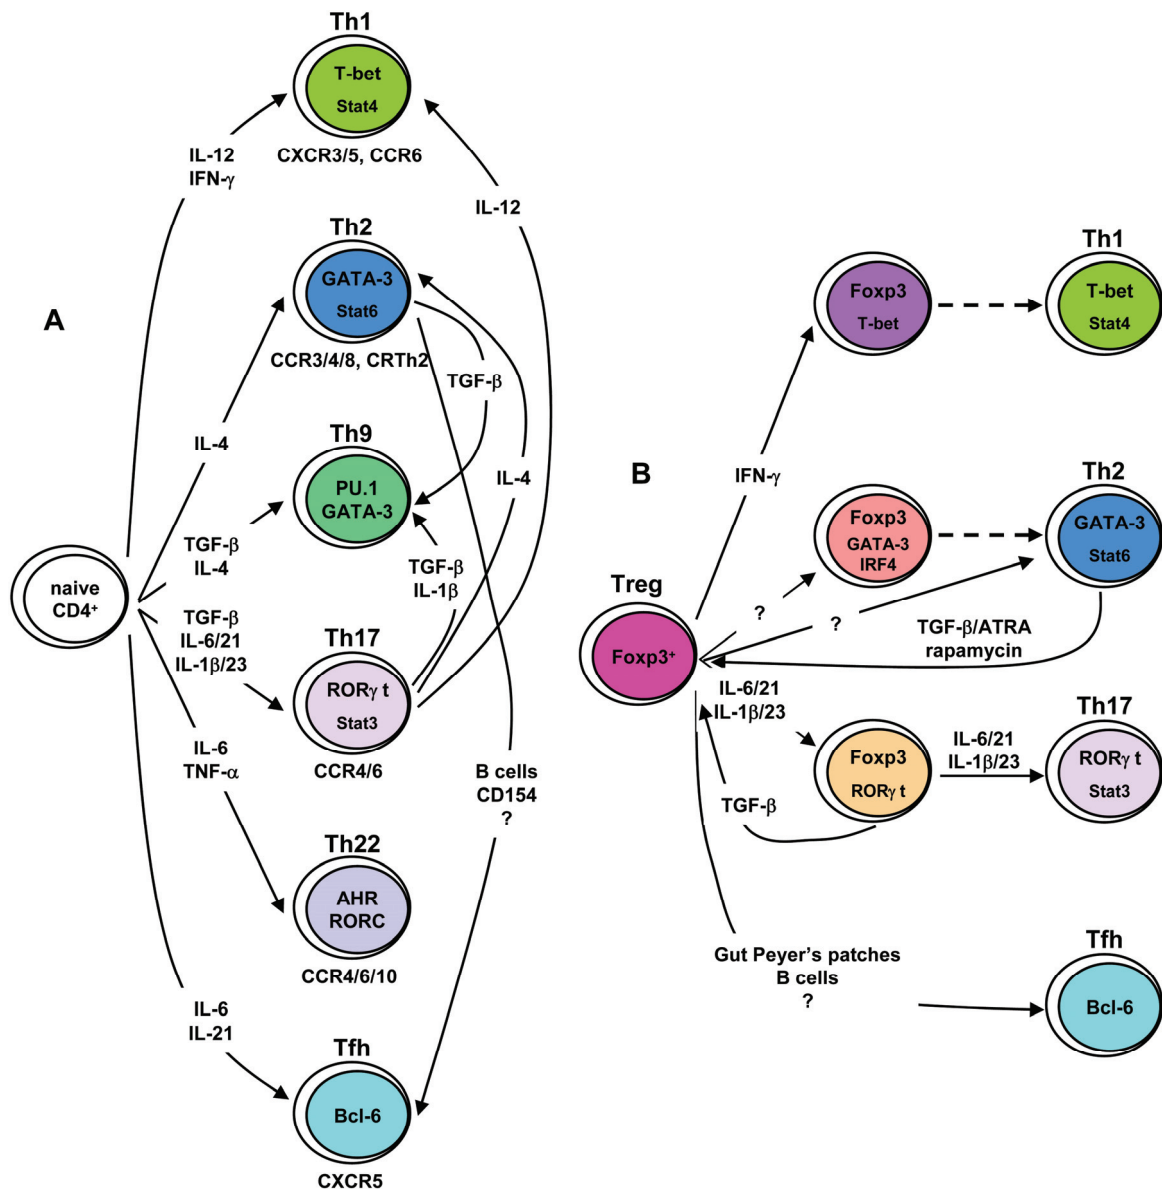 A
Th1
T-bet
Stat4
CXCR3/5, CCR6
IL-12
IFN-γ
IL-12
Th2
GATA-3
Stat6
CCR3/4/8, CRTh2
TGF-β
IL-4
Th9
PU.1
GATA-3
IL-4
TGF-β
IL-4
TGF-β
IL-1β
naive
CD4⁺
TGF-β
IL-6/21
IL-1β/23
Th17
RORγ t
Stat3
CCR4/6
IL-6
TNF-α
B cells
CD154
?
Th22
AHR
RORC
CCR4/6/10
IL-6
IL-21
Tfh
Bcl-6
CXCR5
B
Foxp3
T-bet
Th1
T-bet
Stat4
IFN-γ
Foxp3
GATA-3
IRF4
Th2
GATA-3
Stat6
Treg
Foxp3⁺
?
?
TGF-β/ATRA
rapamycin
IL-6/21
IL-1β/23
Foxp3
RORγ t
IL-6/21
IL-1β/23
Th17
RORγ t
Stat3
TGF-β
Gut Peyer's patches
B cells
?
Tfh
Bcl-6